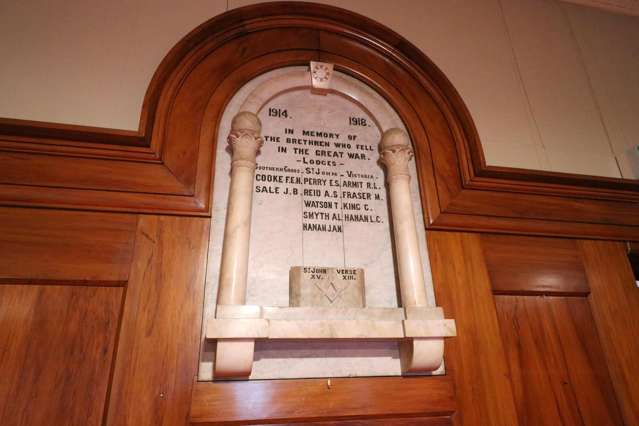 1914. 1918.
IN MEMORY OF
THE BRETHREN WHO FELL
IN THE GREAT WAR.
- LODGES -
SOUTHERN CROSS. ST. JOHN. VICTORIA.
COOKE F.E.H. PERRY E.S. ARMIT R.L.
SALE J.B. REID A.S. FRASER M.
WATSON T. KING C.
SMYTH A.L. HANAN L.C.
HANAN J.A.N.
ST. JOHN VERSE
XV. XIII.